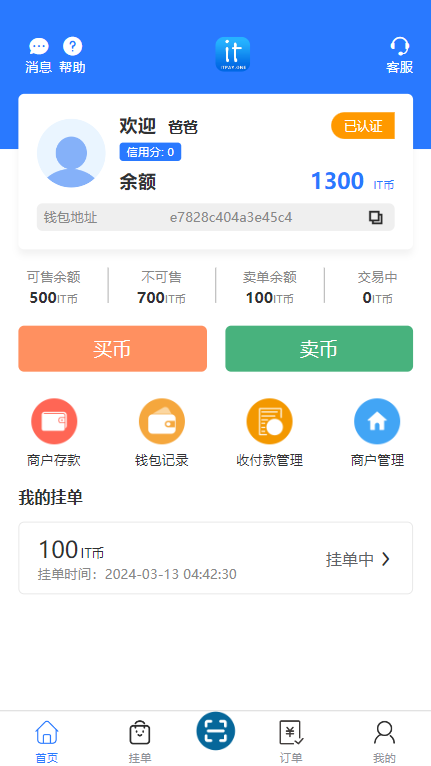 消息 帮助
it
ITPAY.ONE
客服
欢迎 爸爸
已认证
信用分: 0
余额
1300 IT币
钱包地址 e7828c404a3e45c4
可售余额 不可售 卖单余额 交易中
500IT币 700IT币 100IT币 0IT币
买币 卖币
商户存款 钱包记录 收付款管理 商户管理
我的挂单
100 IT币
挂单中
挂单时间：2024-03-13 04:42:30
首页 挂单 订单 我的